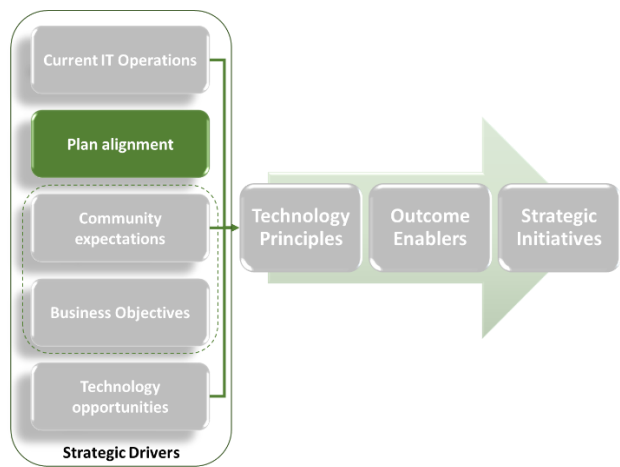 Current IT Operations
Plan alignment
Community
expectations
Business Objectives
Technology
opportunities
Strategic Drivers
Technology
Principles
Outcome
Enablers
Strategic
Initiatives